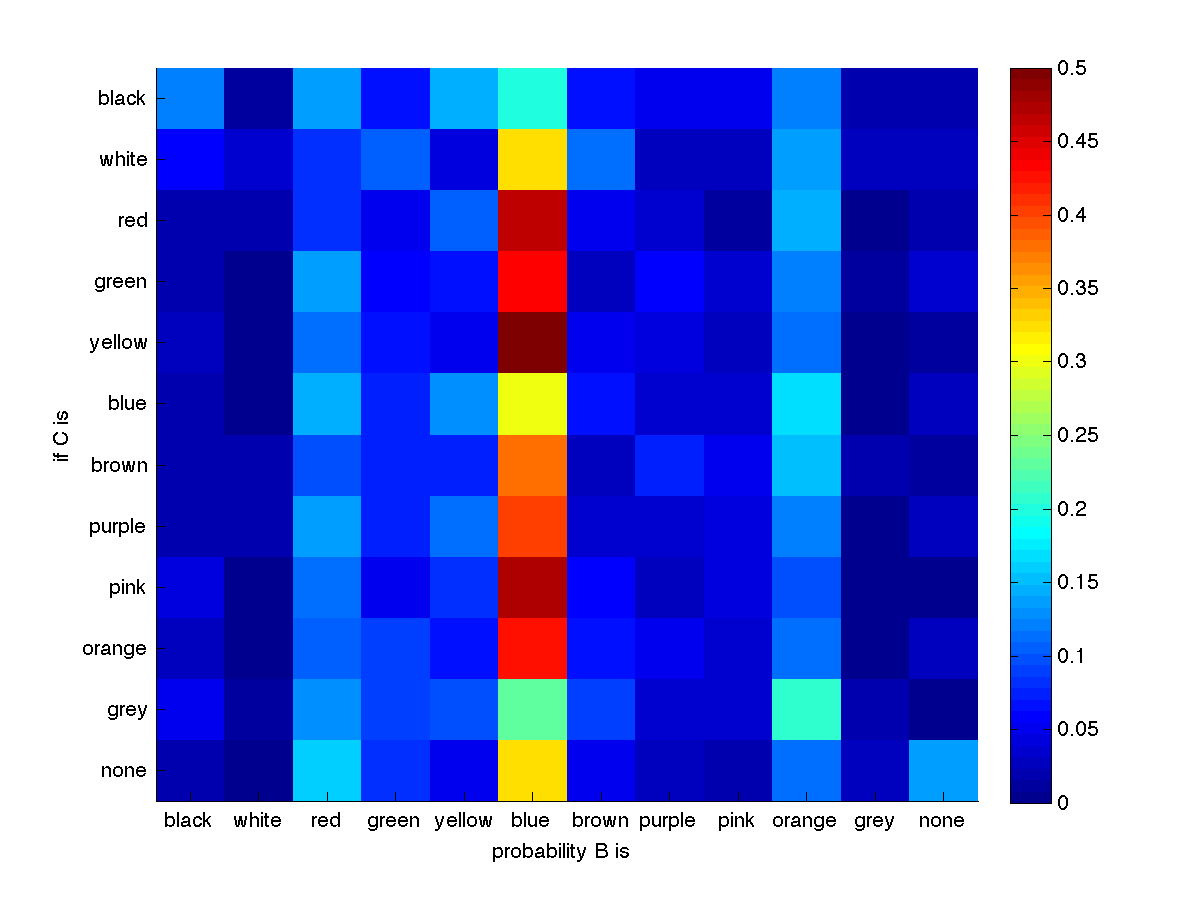 black
white
red
green
yellow
blue
brown
purple
pink
orange
grey
none
if C is
black white red green yellow blue brown purple pink orange grey none
probability B is
0.5
0.45
0.4
0.35
0.3
0.25
0.2
0.15
0.1
0.05
0